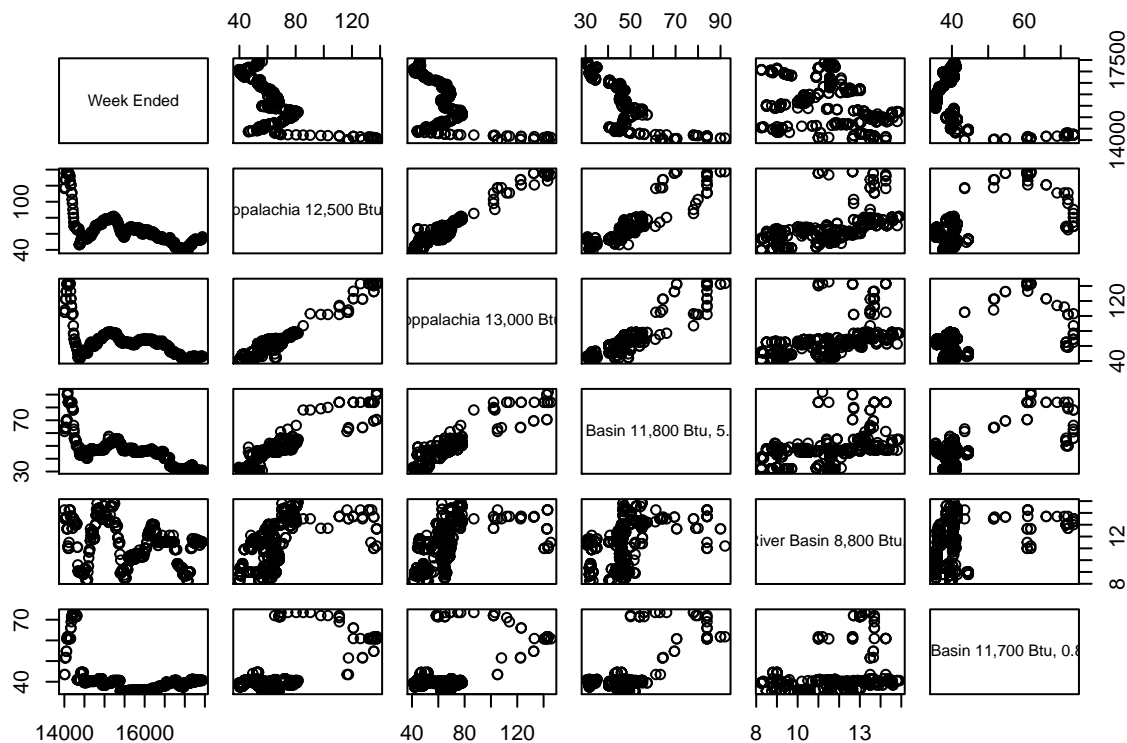 40 80 120
30 50 70 90
40 60
Week Ended
14000 17500
40 100
ppalachia 12,500 Btu
ppalachia 13,000 Btu
40 120
30 70
Basin 11,800 Btu, 5.
River Basin 8,800 Btu,
8 12
40 70
Basin 11,700 Btu, 0.8
14000 16000
40 80 120
8 10 13